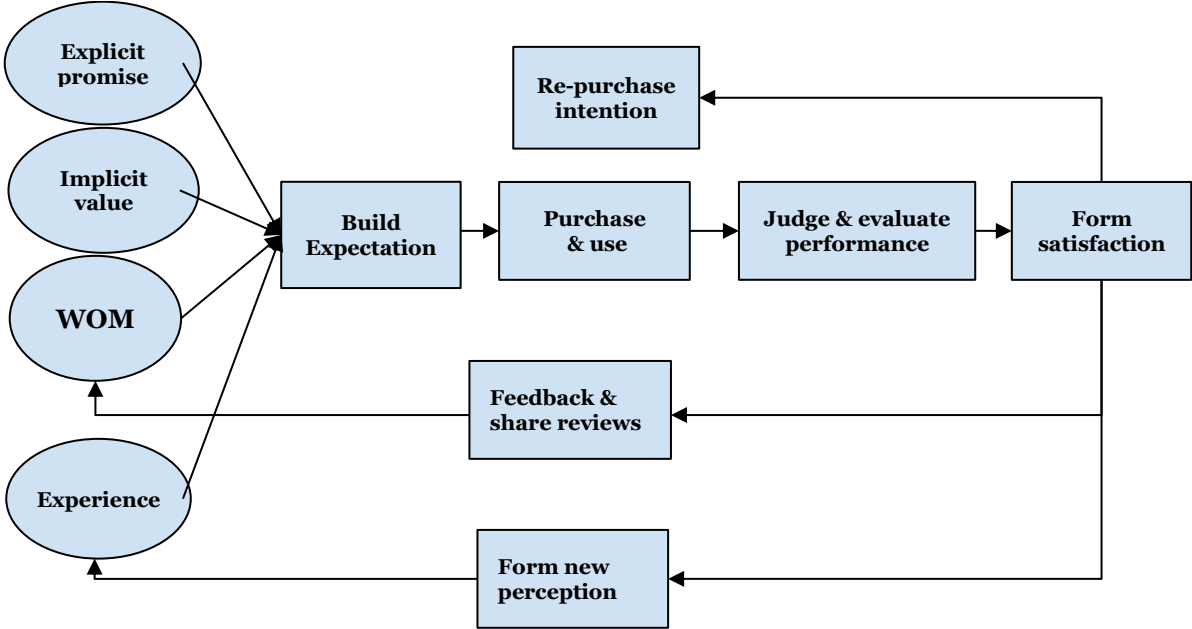 Explicit
promise
Implicit
value
WOM
Experience
Build
Expectation
Purchase
& use
Judge & evaluate
performance
Form
satisfaction
Re-purchase
intention
Feedback &
share reviews
Form new
perception